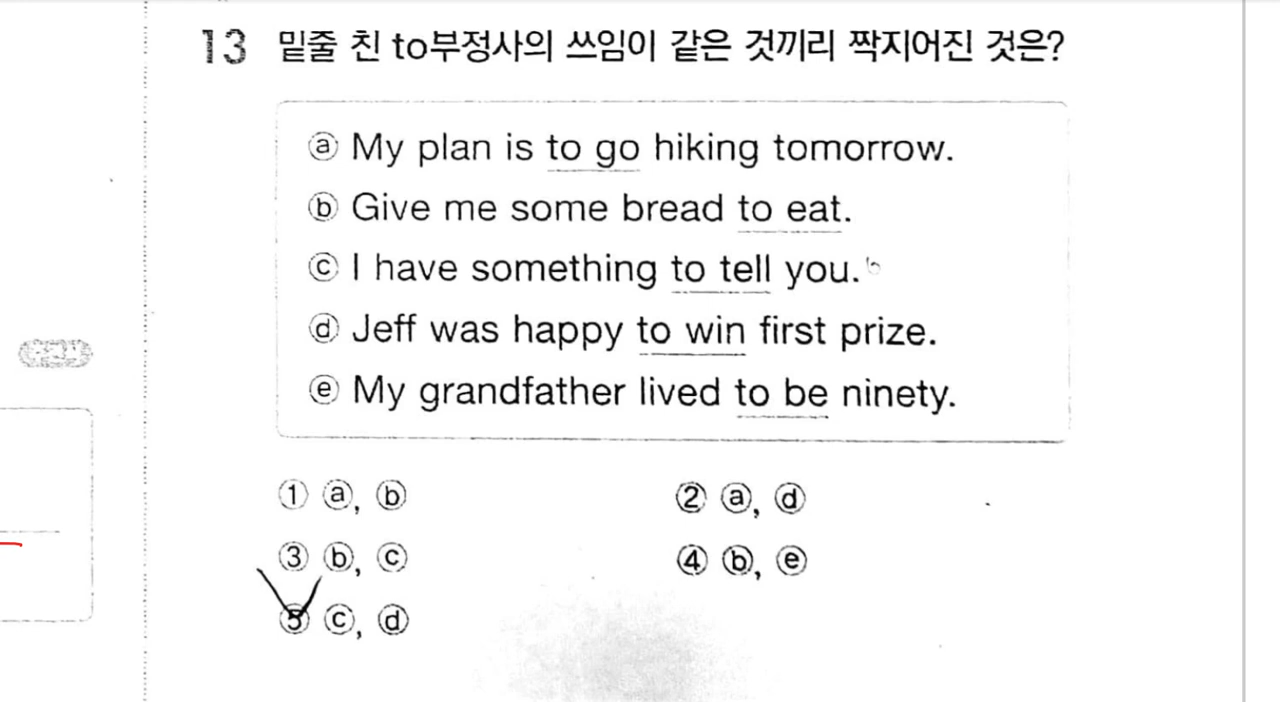 13 밑줄 친 to부정사의 쓰임이 같은 것끼리 짝지어진 것은?
ⓐ My plan is to go hiking tomorrow.
ⓑ Give me some bread to eat.
ⓒ I have something to tell you.
ⓓ Jeff was happy to win first prize.
ⓔ My grandfather lived to be ninety.
① ⓐ, ⓑ ② ⓐ, ⓓ
③ ⓑ, ⓒ ④ ⓑ, ⓔ
⑤ ⓒ, ⓓ